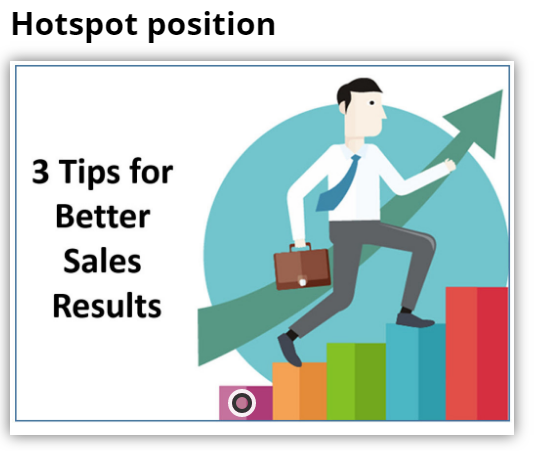 Hotspot position
3 Tips for
Better
Sales
Results